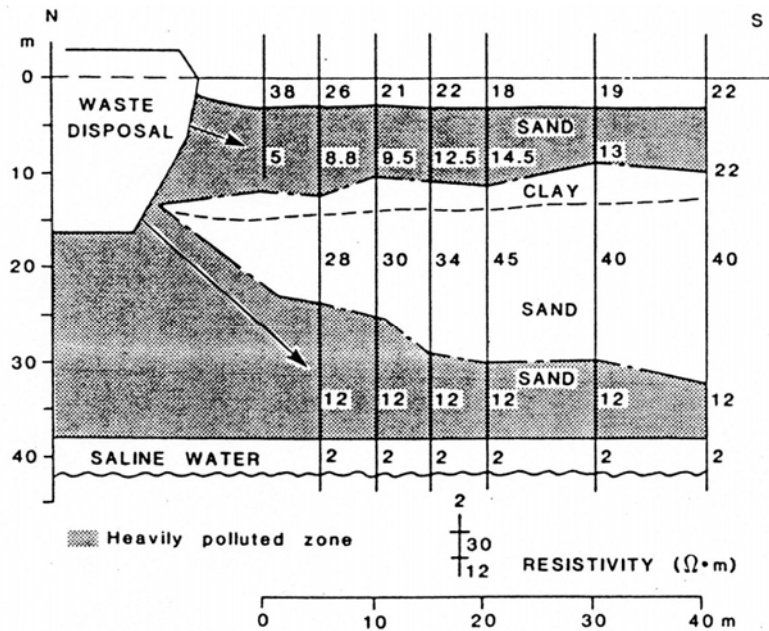 N
S
m
0
38 26 21 22 18 19 22
WASTE
DISPOSAL
SAND
10
5 8.8 9.5 12.5 14.5 13 22
CLAY
20
28 30 34 45 40 40
SAND
30
SAND
12 12 12 12 12 12
40
SALINE WATER
2 2 2 2 2 2
Heavily polluted zone
2
30
12
RESISTIVITY (Ω•m)
0 10 20 30 40 m